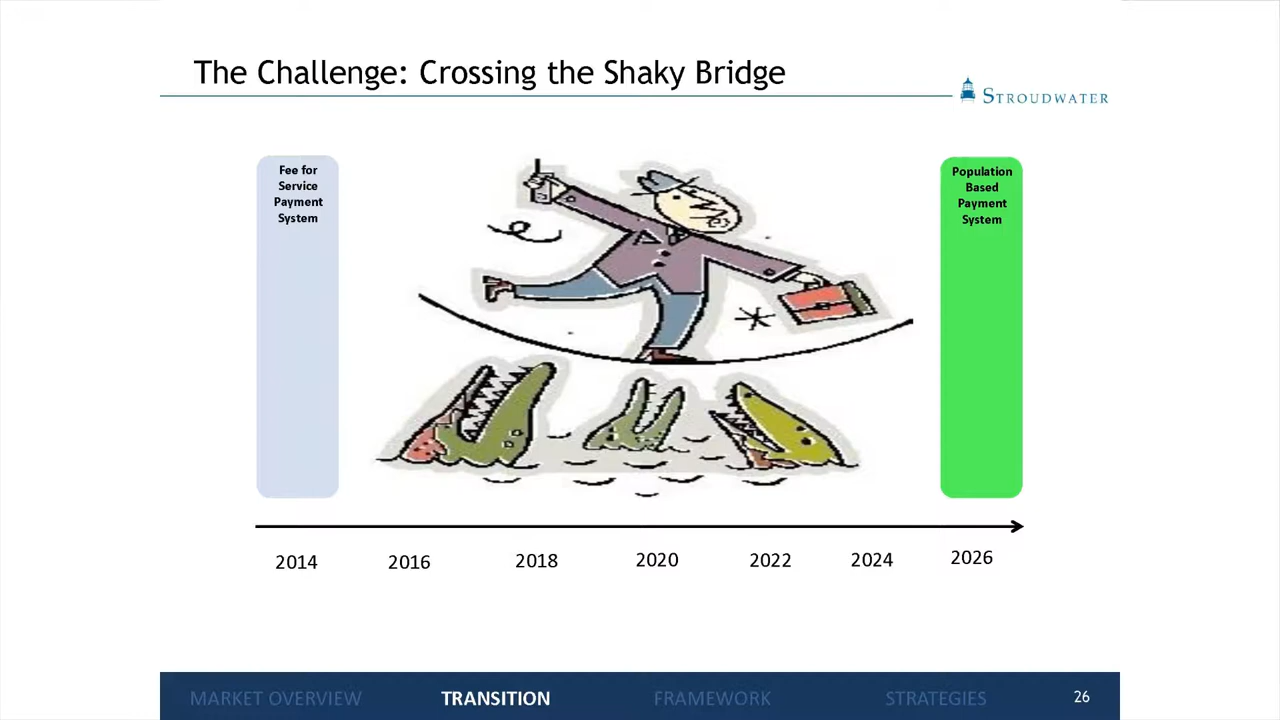 The Challenge: Crossing the Shaky Bridge
STROUDWATER
Fee for
Service
Payment
System
Population
Based
Payment
System
2014 2016 2018 2020 2022 2024 2026
MARKET OVERVIEW TRANSITION FRAMEWORK STRATEGIES 26